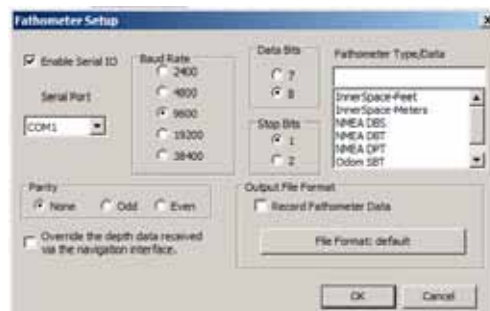 Fathometer Setup
Enable Serial IO
Serial Port
COM1
Baud Rate
2400
4800
9600
19200
38400
Data Bits
7
8
Stop Bits
1
2
Fathometer Type/Data
InnerSpace-Feet
InnerSpace-Meters
NMEA DBS
NMEA DBT
NMEA DPT
Odom SBT
Parity
None
Odd
Even
Override the depth data received
via the navigation interface.
Output File Format
Record Fathometer Data
File Format: default
OK
Cancel